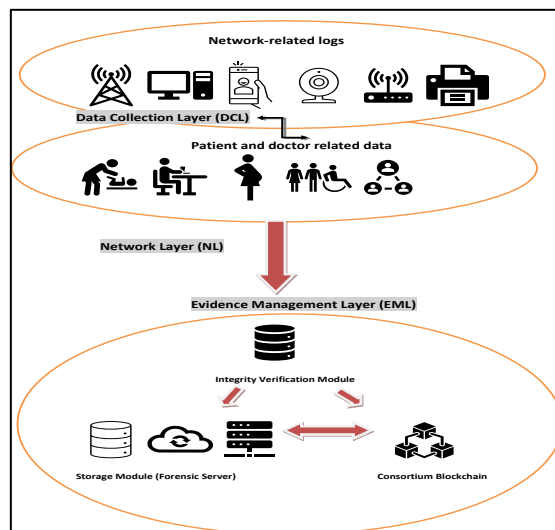 Network-related logs
Data Collection Layer (DCL)
Patient and doctor related data
Network Layer (NL)
Evidence Management Layer (EML)
Integrity Verification Module
Storage Module (Forensic Server)
Consortium Blockchain